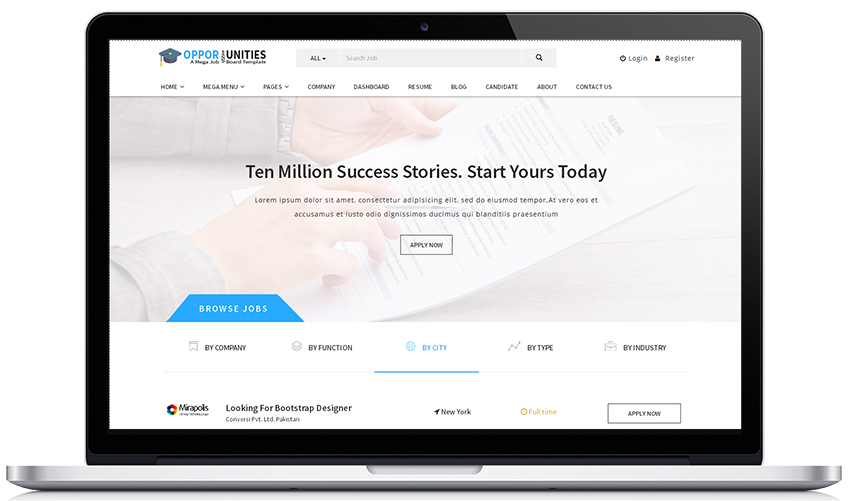 OPPOR UNITIES
A Mega Job Board Template
ALL
Search Job
Login
Register
HOME
MEGA MENU
PAGES
COMPANY
DASHBOARD
RESUME
BLOG
CANDIDATE
ABOUT
CONTACT US
RESUME
Ten Million Success Stories. Start Yours Today
Lorem ipsum dolor sit amet, consectetur adipisicing elit, sed do eiusmod tempor.At vero eos et
accusamus et iusto odio dignissimos ducimus qui blanditiis praesentium
APPLY NOW
BROWSE JOBS
BY COMPANY
BY FUNCTION
BY CITY
BY TYPE
BY INDUSTRY
Mirapolis
Looking For Bootstrap Designer
Conversi Pvt. Ltd. Pakistan
New York
Full time
APPLY NOW